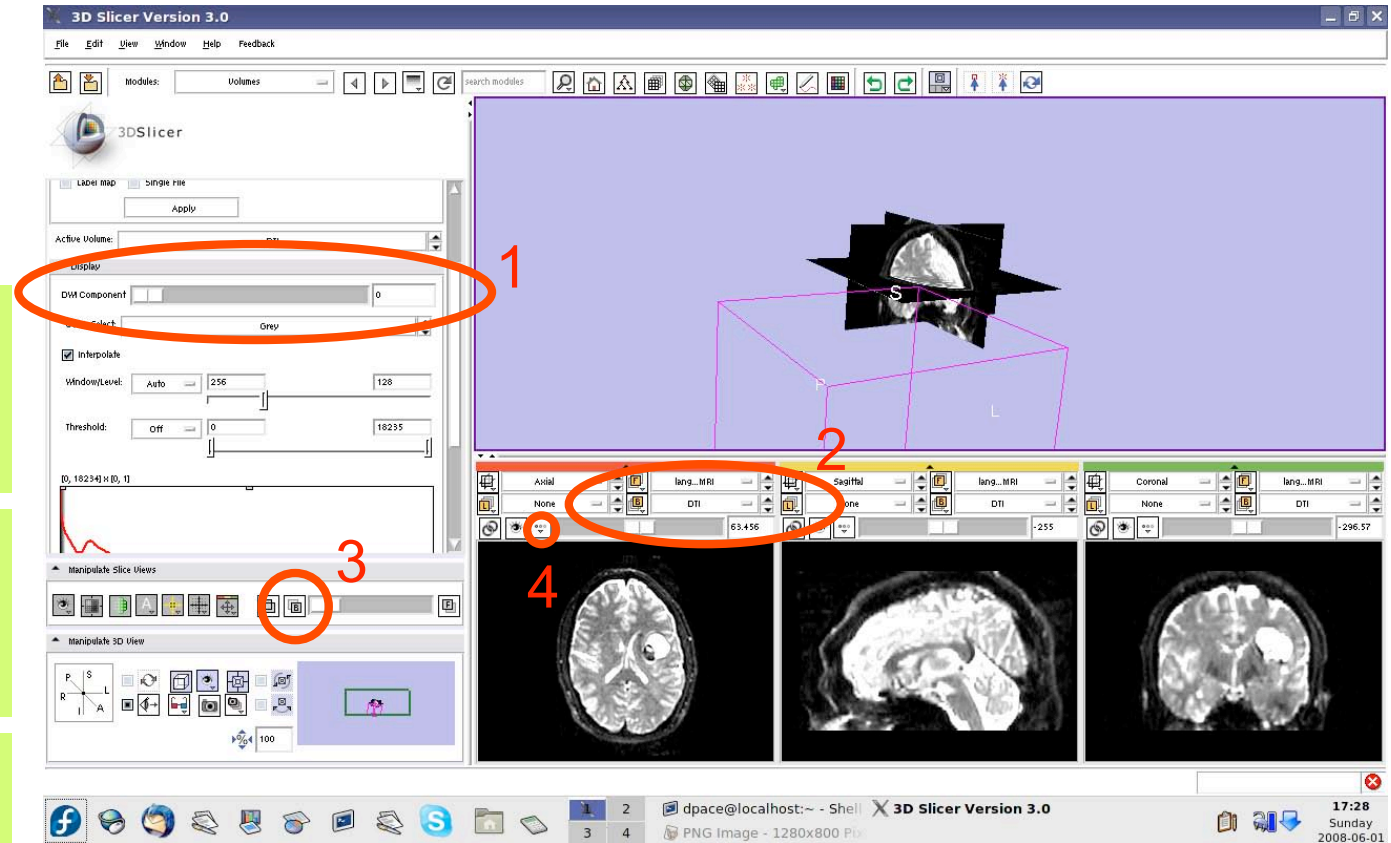 3D Slicer Version 3.0
File Edit View Window Help Feedback
Modules: Volumes search modules
3DSlicer
Label Map Single File
Apply
Active Volume: DTI
Display
DWI Component 0
Select: Grey
Interpolate
Window/Level: Auto 256 128
Threshold: Off 0 18235
[0, 18234] x [0, 1]
Manipulate Slice Views
Manipulate 3D View
P S
R L
I A
100
1
2
3
4
S
P
L
Axial F lang...MRI
L None B DTI
63.456
Sagittal F lang...MRI
L None B DTI
-255
Coronal F lang...MRI
L None B DTI
-296.57
1 2
3 4
dpace@localhost:~ - Shell
3D Slicer Version 3.0
PNG Image - 1280x800
17:28
Sunday
2008-06-01